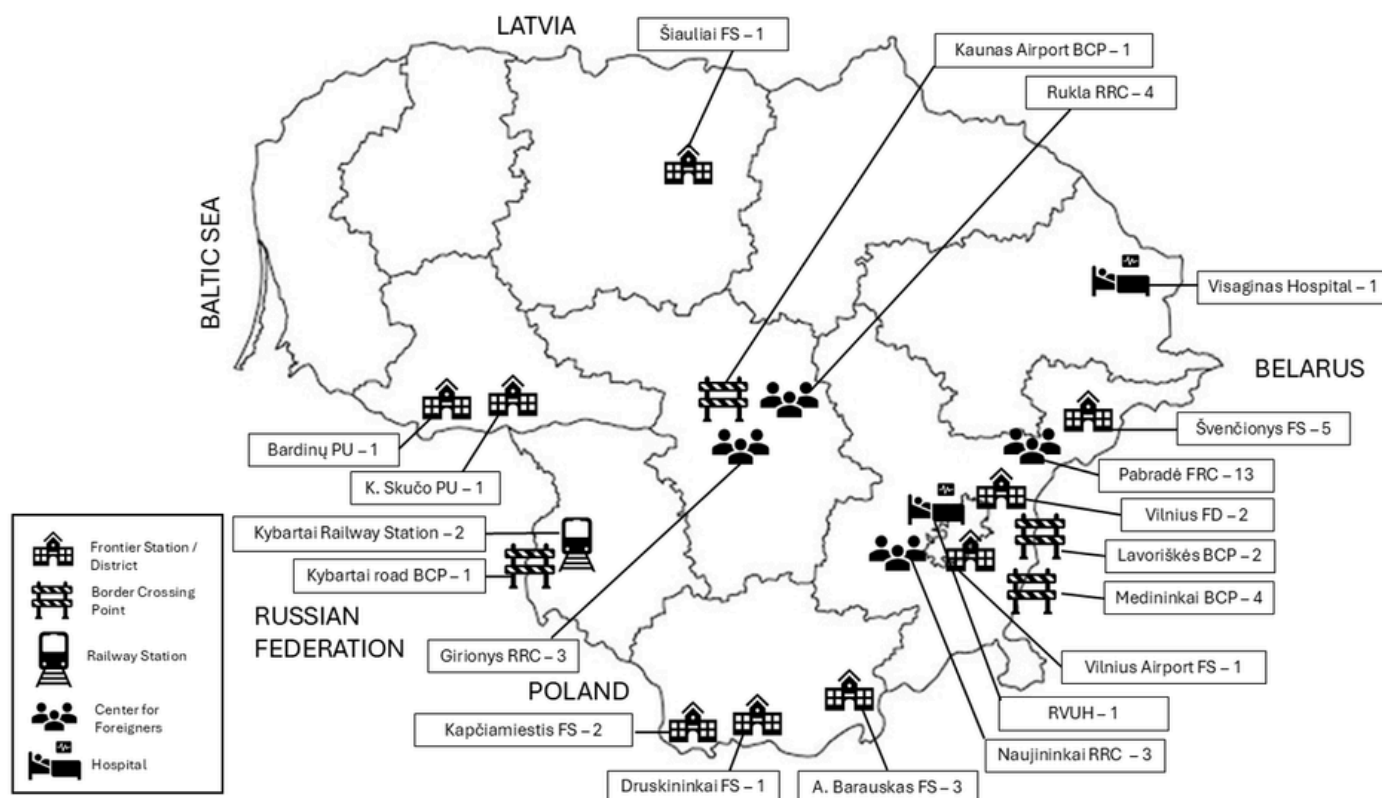 LATVIA
Šiauliai FS – 1
Kaunas Airport BCP – 1
Rukla RRC – 4
BALTIC SEA
Visaginas Hospital – 1
BELARUS
Švenčionys FS – 5
Bardinų PU – 1
Pabradė FRC – 13
K. Skučo PU – 1
Vilnius FD – 2
Kybartai Railway Station – 2
Lavoriškės BCP – 2
Kybartai road BCP – 1
Medininkai BCP – 4
RUSSIAN
FEDERATION
Girionys RRC – 3
Vilnius Airport FS – 1
POLAND
RVUH – 1
Kapčiamiestis FS – 2
Naujininkai RRC – 3
Druskininkai FS – 1
A. Barauskas FS – 3
Frontier Station /
District
Border Crossing
Point
Railway Station
Center for
Foreigners
Hospital